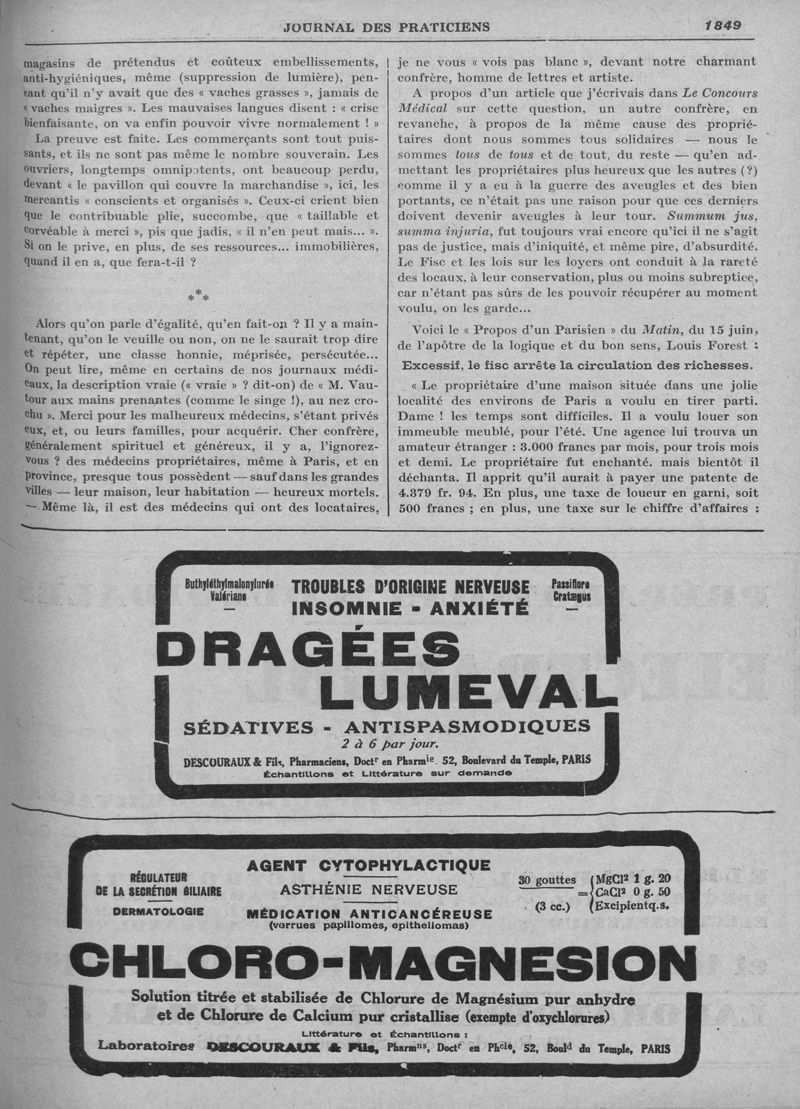 JOURNAL DES PRATICIENS
1849
magasins de prétendus et coûteux embellissements,
anti-hygiéniques, même (suppression de lumière), pen-
sant qu'il n'y avait que des « vaches grasses », jamais de
« vaches maigres ». Les mauvaises langues disent : « crise
bienfaisante, on va enfin pouvoir vivre normalement ! »
La preuve est faite. Les commerçants sont tout puis-
sants, et ils ne sont pas même le nombre souverain. Les
ouvriers, longtemps omnipotents, ont beaucoup perdu,
devant « le pavillon qui couvre la marchandise », ici, les
mercantis « conscients et organisés ». Ceux-ci crient bien
que le contribuable plie, succombe, que « taillable et
corvéable à merci », pis que jadis, « il n'en peut mais... ».
Si on le prive, en plus, de ses ressources... immobilières,
quand il en a, que fera-t-il ?
***
Alors qu'on parle d'égalité, qu'en fait-on ? Il y a main-
tenant, qu'on le veuille ou non, on ne le saurait trop dire
et répéter, une classe honnie, méprisée, persécutée...
On peut lire, même en certains de nos journaux médi-
caux, la description vraie (« vraie » ? dit-on) de « M. Vau-
tour aux mains prenantes (comme le singe !), au nez cro-
chu ». Merci pour les malheureux médecins, s'étant privés
eux, et, ou leurs familles, pour acquérir. Cher confrère,
généralement spirituel et généreux, il y a, l'ignorez-
vous ? des médecins propriétaires, même à Paris, et en
province, presque tous possèdent — sauf dans les grandes
villes — leur maison, leur habitation — heureux mortels.
— Même là, il est des médecins qui ont des locataires,
je ne vous « vois pas blanc », devant notre charmant
confrère, homme de lettres et artiste.
A propos d'un article que j'écrivais dans Le Concours
Médical sur cette question, un autre confrère, en
revanche, à propos de la même cause des proprié-
taires dont nous sommes tous solidaires — nous le
sommes tous de tous et de tout, du reste — qu'en ad-
mettant les propriétaires plus heureux que les autres (?)
comme il y a eu à la guerre des aveugles et des bien
portants, ce n'était pas une raison pour que ces derniers
doivent devenir aveugles à leur tour. Summum jus,
summa injuria, fut toujours vrai encore qu'ici il ne s'agit
pas de justice, mais d'iniquité, et même pire, d'absurdité.
Le Fisc et les lois sur les loyers ont conduit à la rareté
des locaux, à leur conservation, plus ou moins subreptice,
car n'étant pas sûrs de les pouvoir récupérer au moment
voulu, on les garde...
Voici le « Propos d'un Parisien » du Matin, du 15 juin,
de l'apôtre de la logique et du bon sens, Louis Forest :
Excessif, le fisc arrête la circulation des richesses.
« Le propriétaire d'une maison située dans une jolie
localité des environs de Paris a voulu en tirer parti.
Dame ! les temps sont difficiles. Il a voulu louer son
immeuble meublé, pour l'été. Une agence lui trouva un
amateur étranger : 3.000 francs par mois, pour trois mois
et demi. Le propriétaire fut enchanté. mais bientôt il
déchanta. Il apprit qu'il aurait à payer une patente de
4.379 fr. 94. En plus, une taxe de loueur en garni, soit
500 francs ; en plus, une taxe sur le chiffre d'affaires :
Buthyléthylmalonylurée
Valériane
—
TROUBLES D'ORIGINE NERVEUSE
INSOMNIE - ANXIÉTÉ
Passiflore
Cratægus
—
DRAGÉES
LUMEVAL
SÉDATIVES - ANTISPASMODIQUES
2 à 6 par jour.
DESCOURAUX & Fils, Pharmaciens, Doctr en Pharmie. 52, Boulevard du Temple, PARIS
Échantillons et Littérature sur demande
RÉGULATEUR
DE LA SECRÉTION BILIAIRE
DERMATOLOGIE
AGENT CYTOPHYLACTIQUE
ASTHÉNIE NERVEUSE
MÉDICATION ANTICANCÉREUSE
(verrues papillomes, epitheliomas)
30 gouttes
(3 cc.)
=
MgCl² 1 g. 20
CaCl² 0 g. 50
Excipientq.s.
CHLORO-MAGNESION
Solution titrée et stabilisée de Chlorure de Magnésium pur anhydre
et de Chlorure de Calcium pur cristallise (exempte d'oxychlorures)
Littérature et Échantillons :
Laboratoires DESCOURAUX & Fils, Pharmns, Doctr en Phcie, 52, Bould du Temple, PARIS